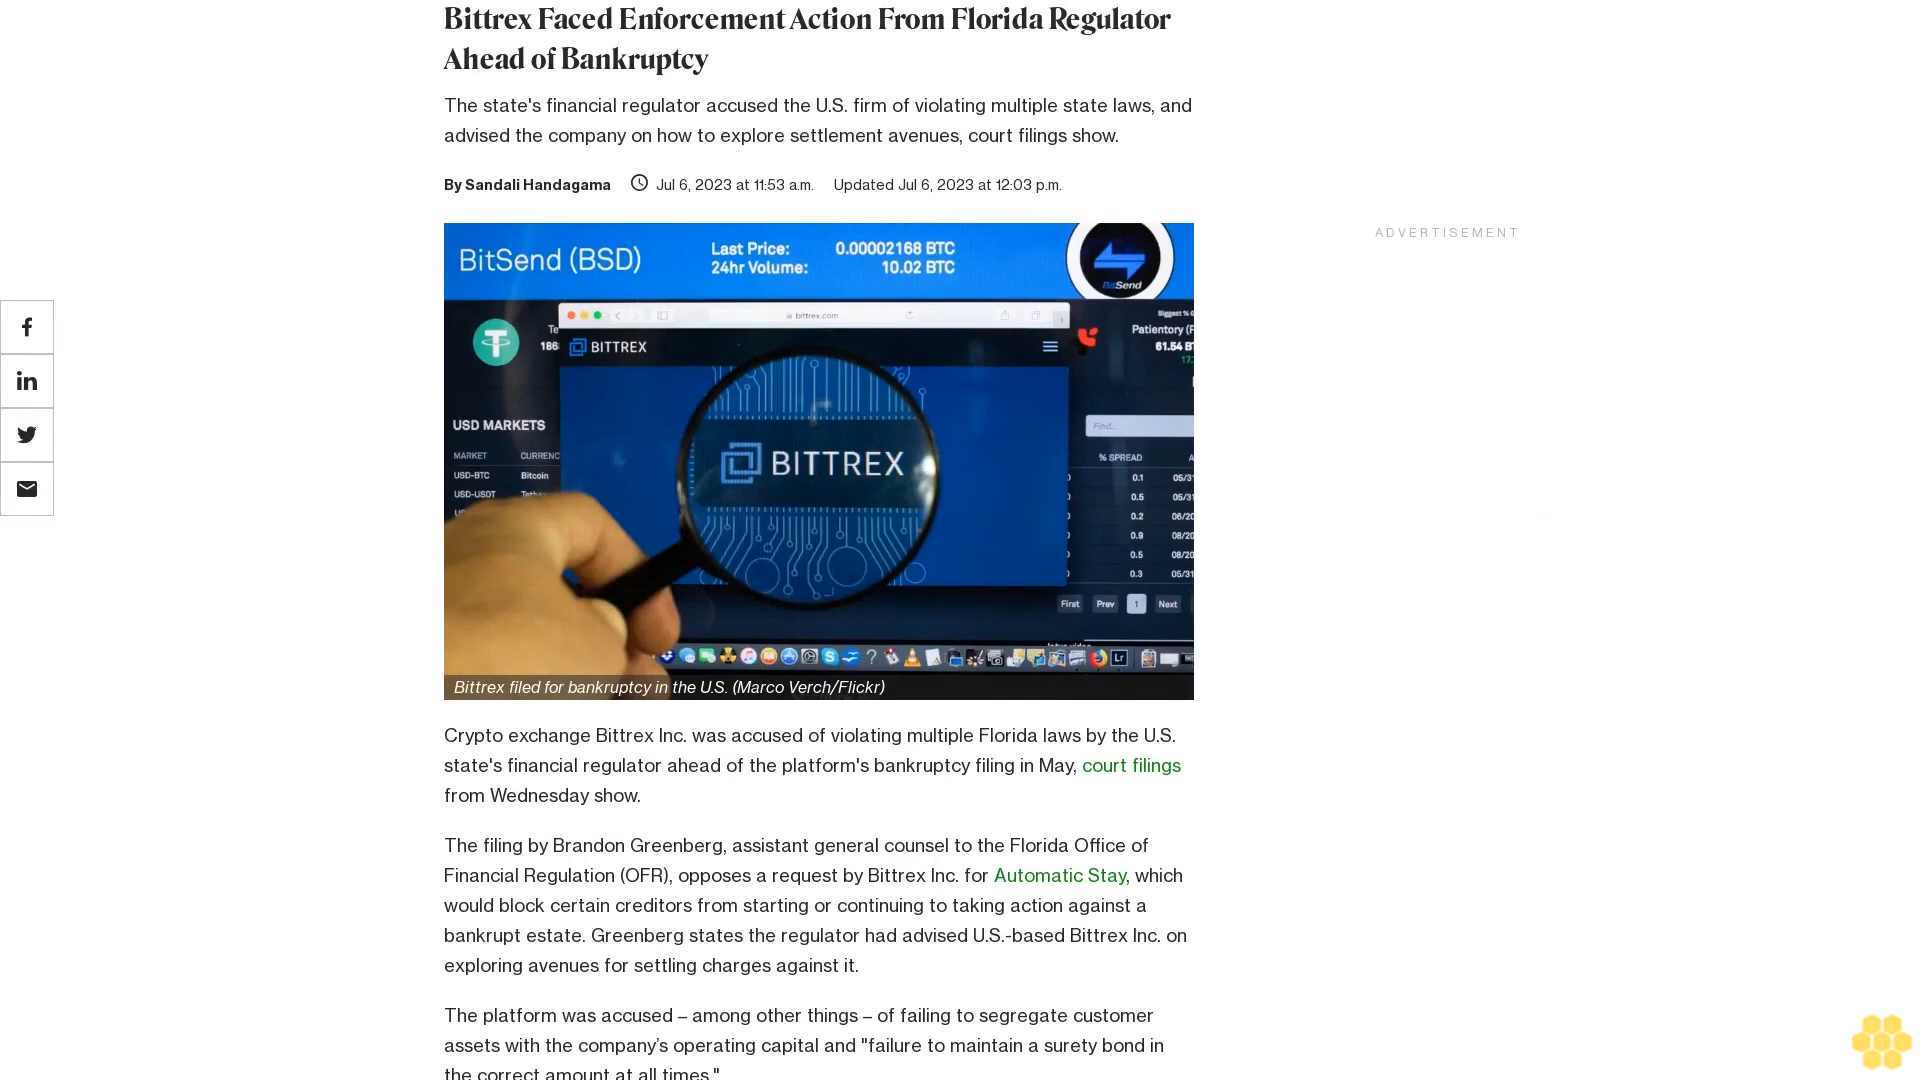 Bittrex Faced Enforcement Action From Florida Regulator
Ahead of Bankruptcy
The state's financial regulator accused the U.S. firm of violating multiple state laws, and
advised the company on how to explore settlement avenues, court filings show.
By Sandali Handagama Jul 6, 2023 at 11:53 a.m. Updated Jul 6, 2023 at 12:03 p.m.
ADVERTISEMENT
BitSend (BSD)
Last Price: 0.00002168 BTC
24hr Volume: 10.02 BTC
BitSend
bittrex.com
BITTREX
Patientory
61.54
USD MARKETS
Find...
MARKET
% SPREAD
USD-BTC Bitcoin 0.1
USD-USDT 0.5
0.2
0.9
0.5
0.3
BITTREX
First Prev 1 Next
Lr
Bittrex filed for bankruptcy in the U.S. (Marco Verch/Flickr)
Crypto exchange Bittrex Inc. was accused of violating multiple Florida laws by the U.S.
state's financial regulator ahead of the platform's bankruptcy filing in May, court filings
from Wednesday show.
The filing by Brandon Greenberg, assistant general counsel to the Florida Office of
Financial Regulation (OFR), opposes a request by Bittrex Inc. for Automatic Stay, which
would block certain creditors from starting or continuing to taking action against a
bankrupt estate. Greenberg states the regulator had advised U.S.-based Bittrex Inc. on
exploring avenues for settling charges against it.
The platform was accused – among other things – of failing to segregate customer
assets with the company’s operating capital and "failure to maintain a surety bond in
the correct amount at all times."